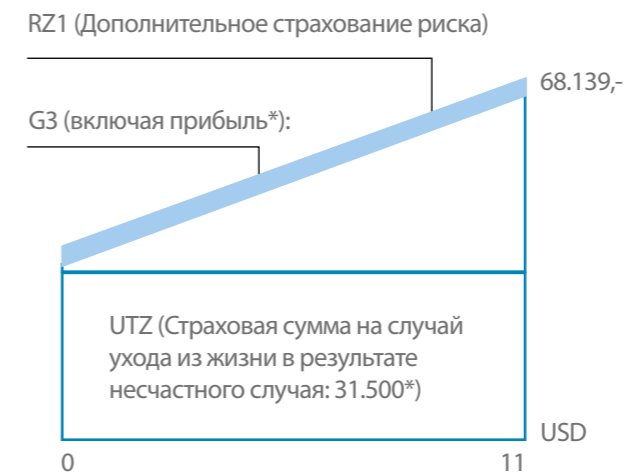 RZ1 (Дополнительное страхование риска)
68.139,-
G3 (включая прибыль*):
UTZ (Страховая сумма на случай
ухода из жизни в результате
несчастного случая: 31.500*)
USD
0
11